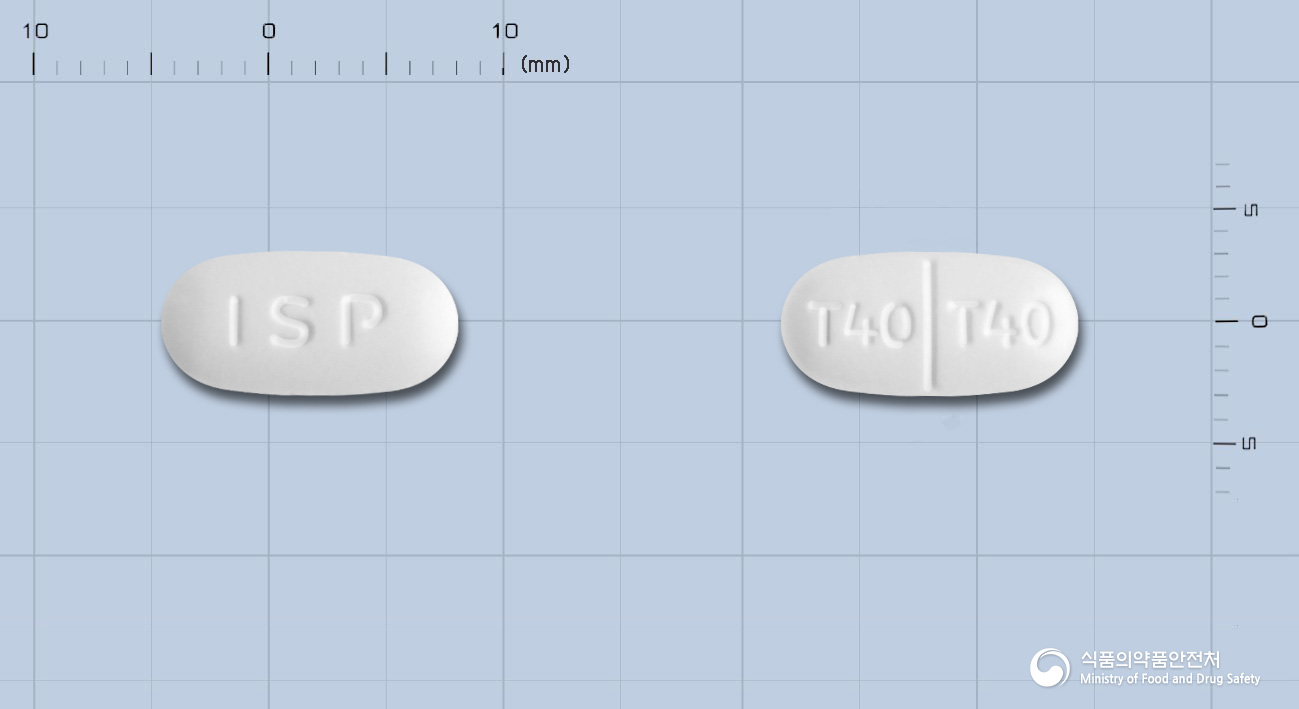 10 0 10 (mm)
5
0
5
ISP
T40 T40
식품의약품안전처
Ministry of Food and Drug Safety